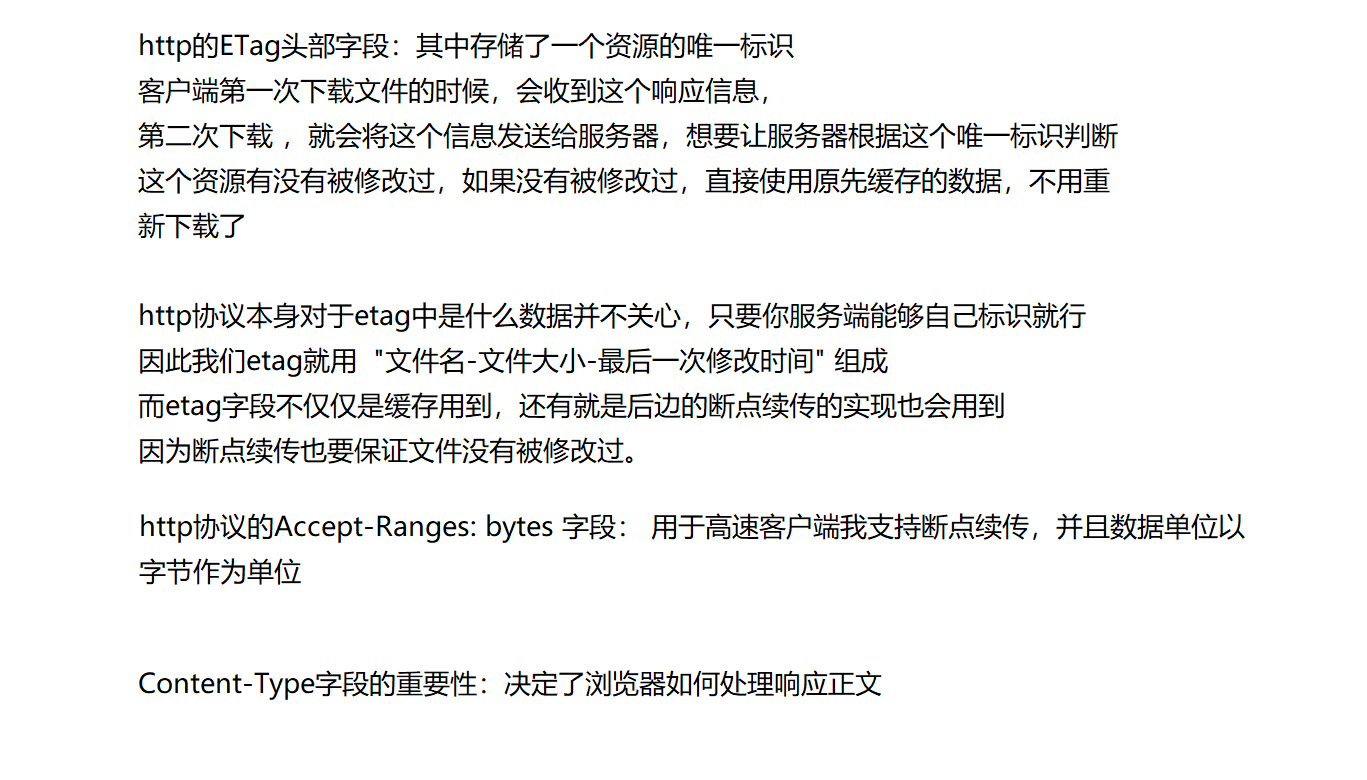 http的ETag头部字段：其中存储了一个资源的唯一标识
客户端第一次下载文件的时候，会收到这个响应信息，
第二次下载 ，就会将这个信息发送给服务器，想要让服务器根据这个唯一标识判断
这个资源有没有被修改过，如果没有被修改过，直接使用原先缓存的数据，不用重
新下载了
http协议本身对于etag中是什么数据并不关心，只要你服务端能够自己标识就行
因此我们etag就用  "文件名-文件大小-最后一次修改时间" 组成
而etag字段不仅仅是缓存用到，还有就是后边的断点续传的实现也会用到
因为断点续传也要保证文件没有被修改过。
http协议的Accept-Ranges: bytes 字段： 用于高速客户端我支持断点续传，并且数据单位以
字节作为单位
Content-Type字段的重要性：决定了浏览器如何处理响应正文